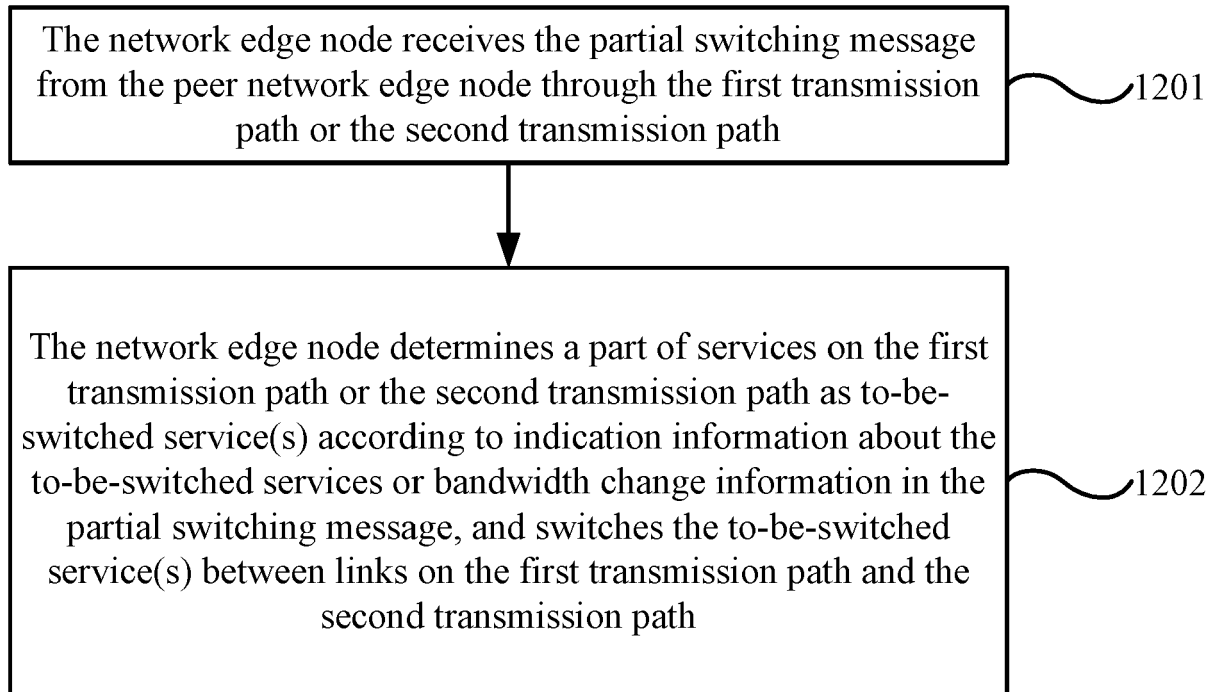 The network edge node receives the partial switching message
from the peer network edge node through the first transmission
path or the second transmission path
1201
The network edge node determines a part of services on the first
transmission path or the second transmission path as to-be-
switched service(s) according to indication information about the
to-be-switched services or bandwidth change information in the
partial switching message, and switches the to-be-switched
service(s) between links on the first transmission path and the
second transmission path
1202